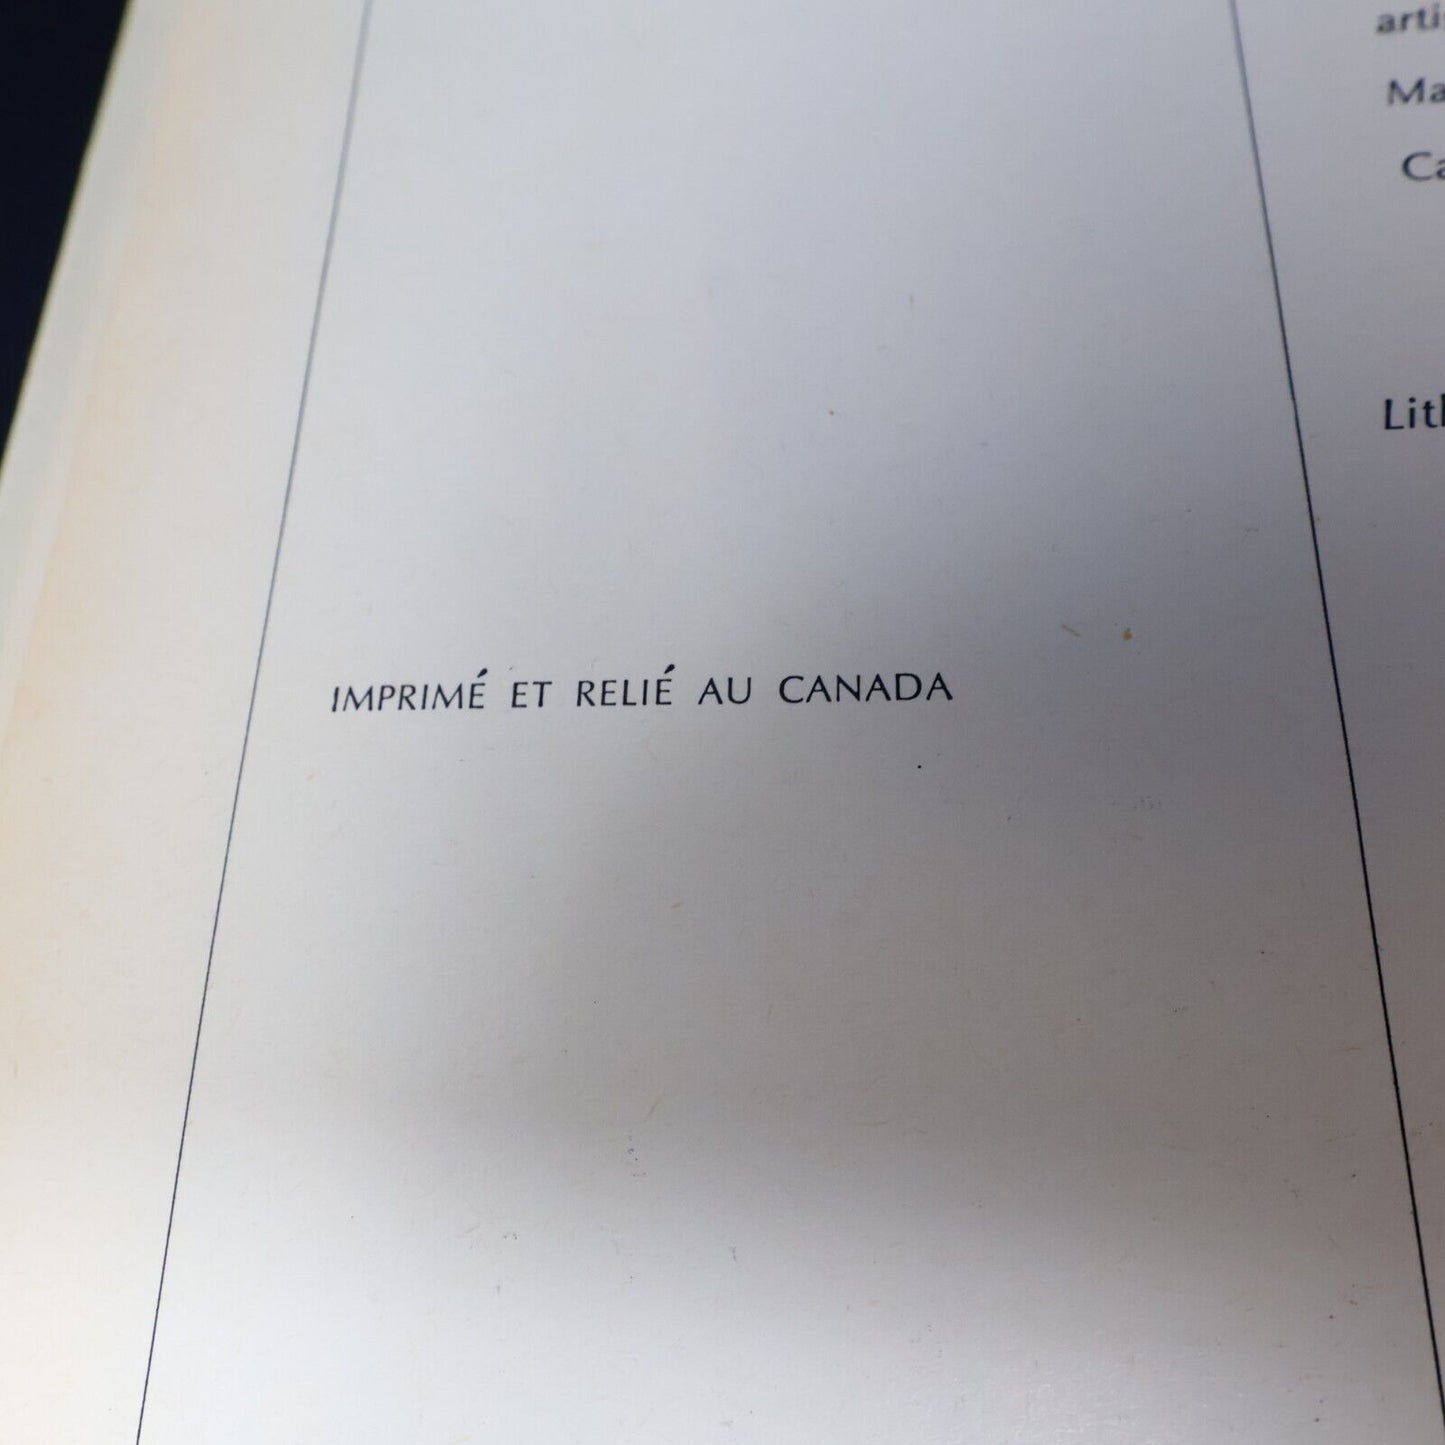 IMPRIMÉ ET RELIÉ AU CANADA